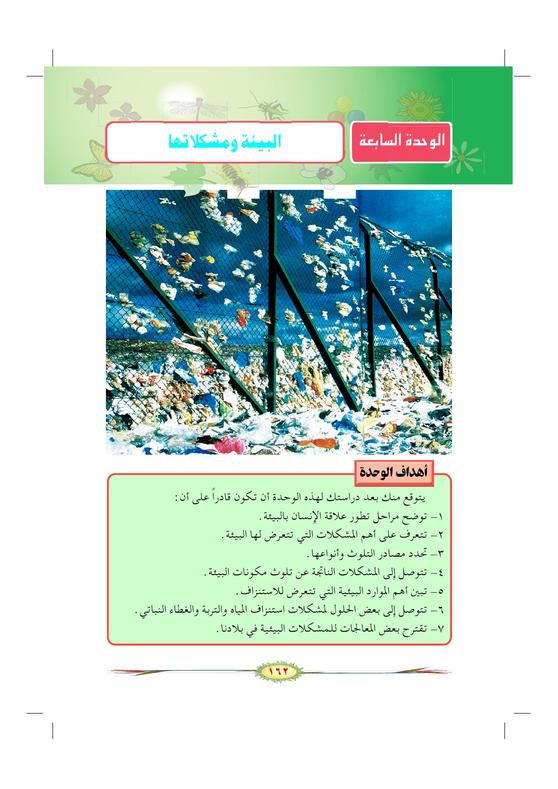 الوحدة السابعة
البيئة ومشكلاتها
أهداف الوحدة
يتوقع منك بعد دراستك لهذه الوحدة أن تكون قادراً على أن :
١- توضح مراحل تطور علاقة الإنسان بالبيئة .
٢- تتعرف على أهم المشكلات التي تتعرض لها البيئة .
٣- تحدد مصادر التلوث وأنواعها .
٤- تتوصل إلى المشكلات الناتجة عن تلوث مكونات البيئة .
٥- تبين أهم الموارد البيئية التي تتعرض للاستنزاف .
٦- تتوصل إلى بعض الحلول لمشكلات استنزاف المياه والتربة والغطاء النباتي .
٧- تقترح بعض المعالجات للمشكلات البيئية في بلادنا .
١٦٢